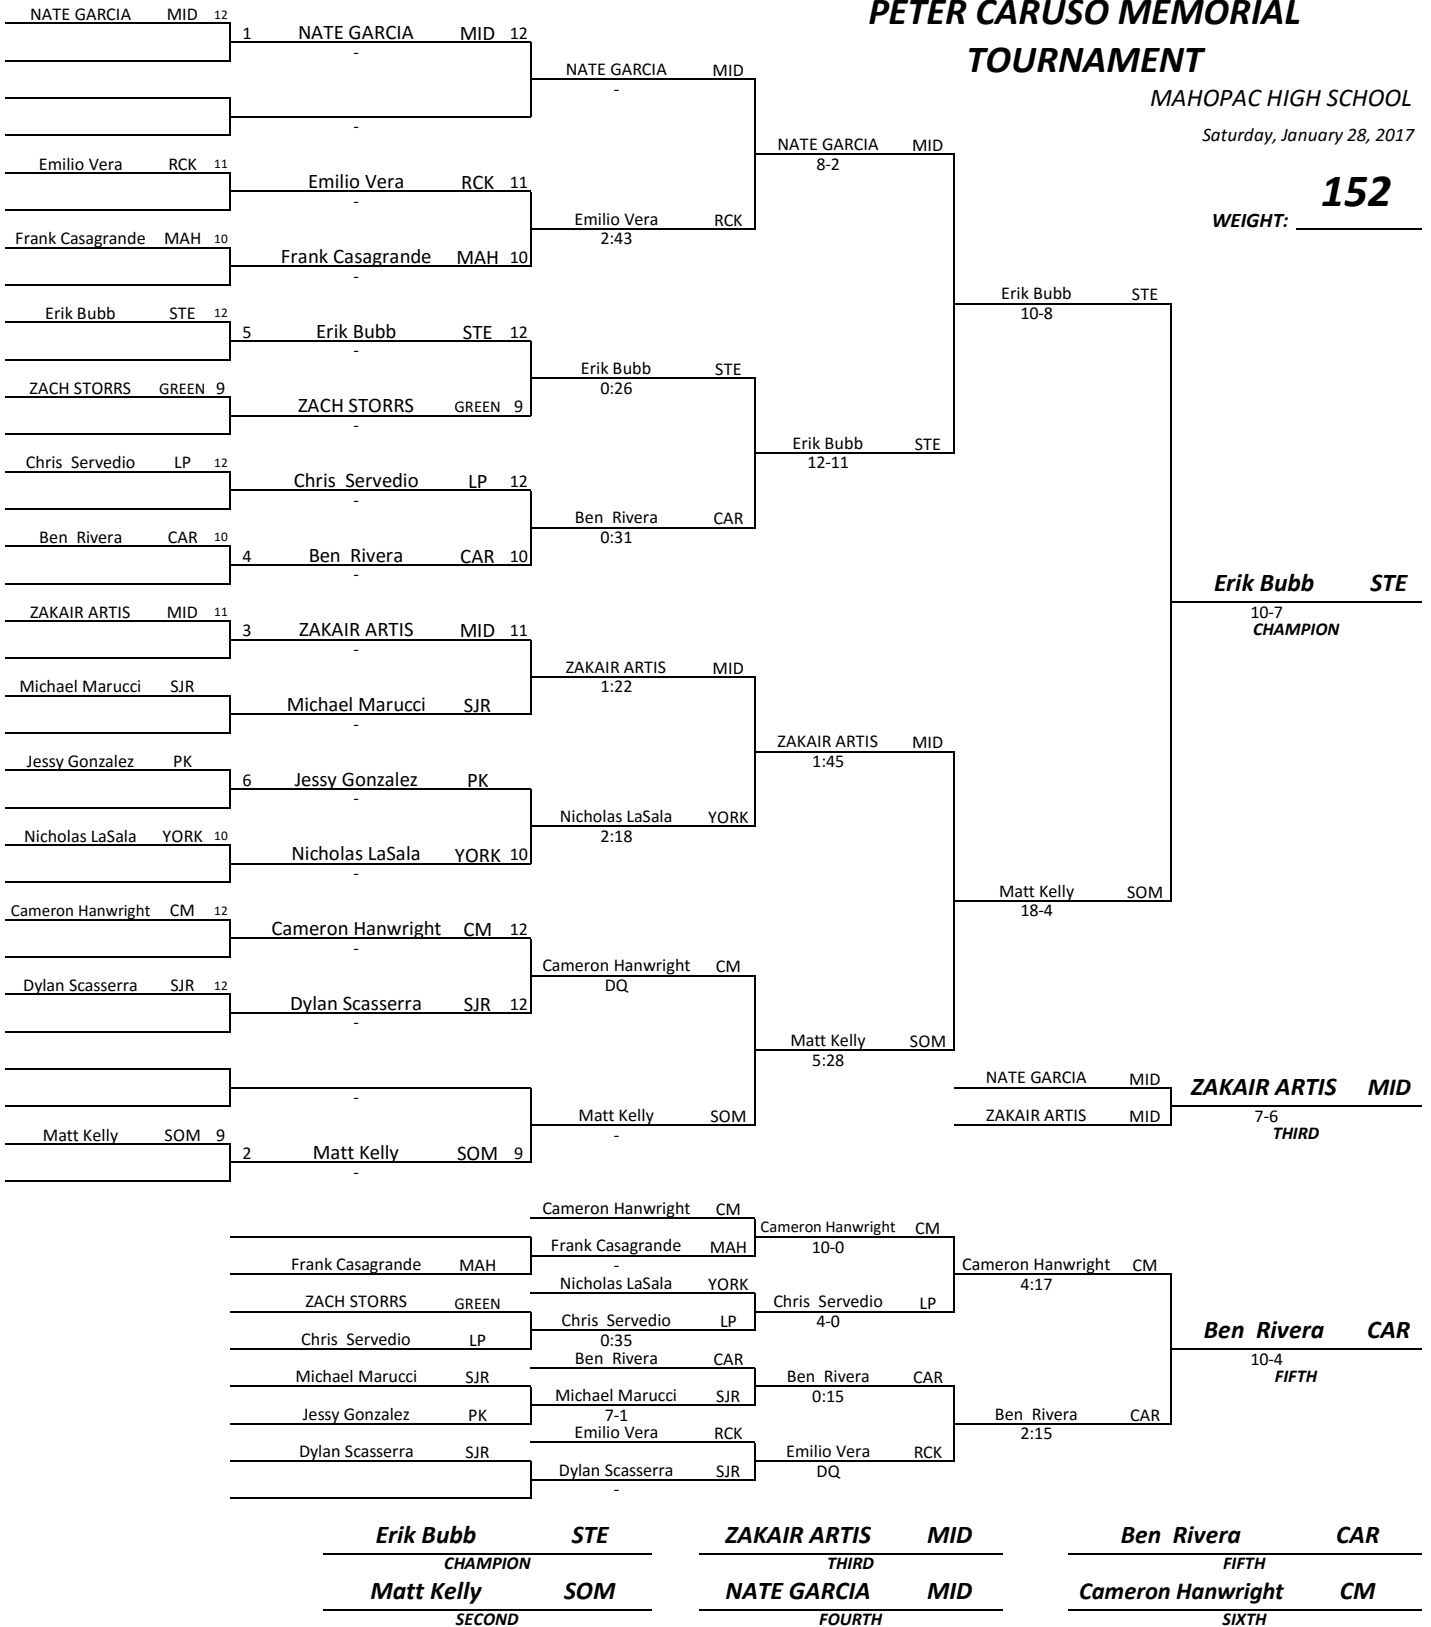 PETER CARUSO MEMORIAL
TOURNAMENT
MAHOPAC HIGH SCHOOL
Saturday, January 28, 2017
152
WEIGHT:
NATE GARCIA MID 12
Emilio Vera RCK 11
Frank Casagrande MAH 10
Erik Bubb STE 12
ZACH STORRS GREEN 9
Chris Servedio LP 12
Ben Rivera CAR 10
ZAKAIR ARTIS MID 11
Michael Marucci SJR
Jessy Gonzalez PK
Nicholas LaSala YORK 10
Cameron Hanwright CM 12
Dylan Scasserra SJR 12
Matt Kelly SOM 9
1 NATE GARCIA MID 12
-
-
Emilio Vera RCK 11
-
Frank Casagrande MAH 10
-
5 Erik Bubb STE 12
-
ZACH STORRS GREEN 9
-
Chris Servedio LP 12
-
4 Ben Rivera CAR 10
-
3 ZAKAIR ARTIS MID 11
-
Michael Marucci SJR
-
6 Jessy Gonzalez PK
-
Nicholas LaSala YORK 10
-
Cameron Hanwright CM 12
-
Dylan Scasserra SJR 12
-
-
2 Matt Kelly SOM 9
-
NATE GARCIA MID
-
Emilio Vera RCK
2:43
Erik Bubb STE
0:26
Ben Rivera CAR
0:31
ZAKAIR ARTIS MID
1:22
Nicholas LaSala YORK
2:18
Cameron Hanwright CM
DQ
Matt Kelly SOM
-
NATE GARCIA MID
8-2
Erik Bubb STE
12-11
ZAKAIR ARTIS MID
1:45
Matt Kelly SOM
5:28
Erik Bubb STE
10-8
Matt Kelly SOM
18-4
Erik Bubb STE
10-7
CHAMPION
NATE GARCIA MID
ZAKAIR ARTIS MID
ZAKAIR ARTIS MID
7-6
THIRD
Frank Casagrande MAH
ZACH STORRS GREEN
Chris Servedio LP
Michael Marucci SJR
Jessy Gonzalez PK
Dylan Scasserra SJR
Cameron Hanwright CM
Frank Casagrande MAH
-
Nicholas LaSala YORK
Chris Servedio LP
0:35
Ben Rivera CAR
Michael Marucci SJR
7-1
Emilio Vera RCK
Dylan Scasserra SJR
-
Cameron Hanwright CM
10-0
Chris Servedio LP
4-0
Ben Rivera CAR
0:15
Emilio Vera RCK
DQ
Cameron Hanwright CM
4:17
Ben Rivera CAR
2:15
Ben Rivera CAR
10-4
FIFTH
Erik Bubb STE
CHAMPION
ZAKAIR ARTIS MID
THIRD
Ben Rivera CAR
FIFTH
Matt Kelly SOM
SECOND
NATE GARCIA MID
FOURTH
Cameron Hanwright CM
SIXTH